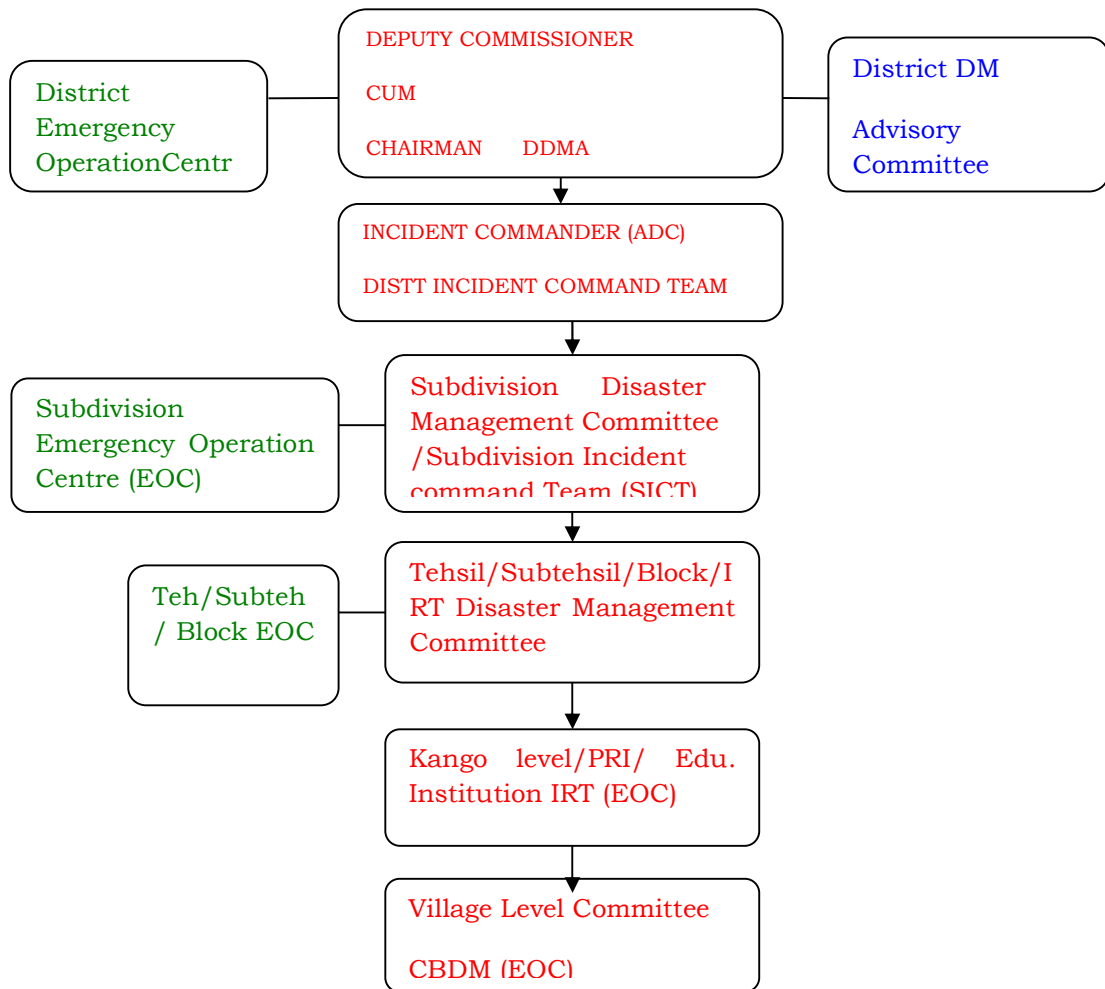 DEPUTY COMMISSIONER
CUM
CHAIRMAN DDMA
District
Emergency
OperationCentr
District DM
Advisory
Committee
INCIDENT COMMANDER (ADC)
DISTT INCIDENT COMMAND TEAM
Subdivision Disaster
Management Committee
/Subdivision Incident
command Team (SICT)
Subdivision
Emergency Operation
Centre (EOC)
Tehsil/Subtehsil/Block/I
RT Disaster Management
Committee
Teh/Subteh
/ Block EOC
Kango level/PRI/ Edu.
Institution IRT (EOC)
Village Level Committee
CBDM (EOC)